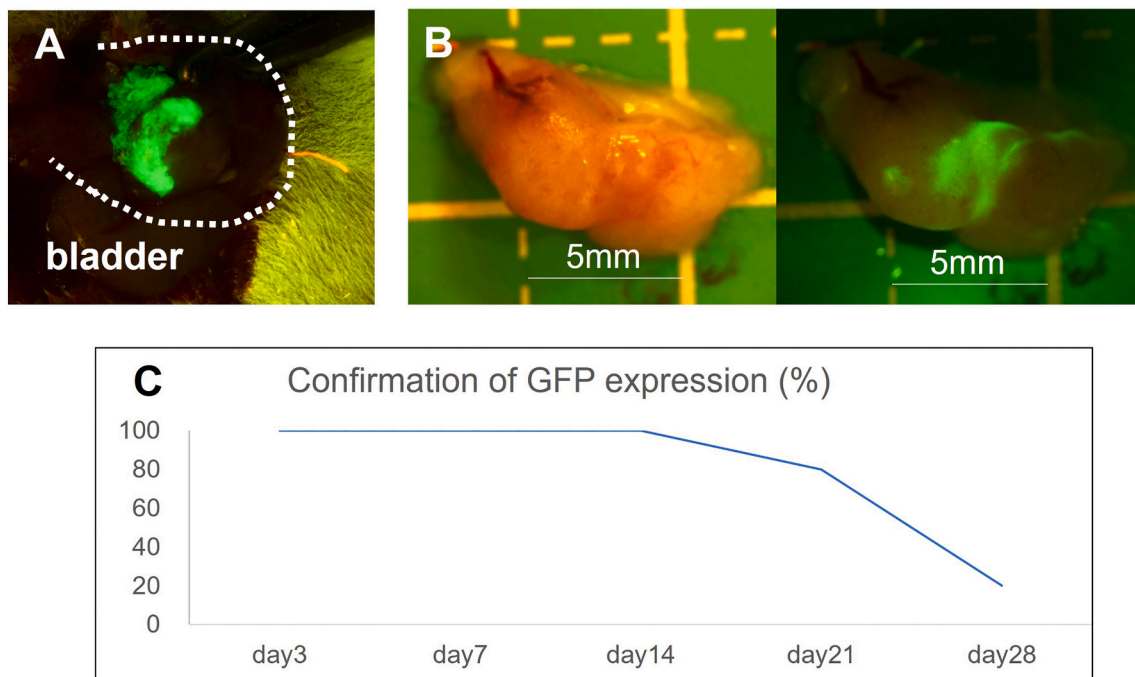 A
bladder
B
5mm
5mm
C
Confirmation of GFP expression (%)
100
80
60
40
20
0
day3
day7
day14
day21
day28